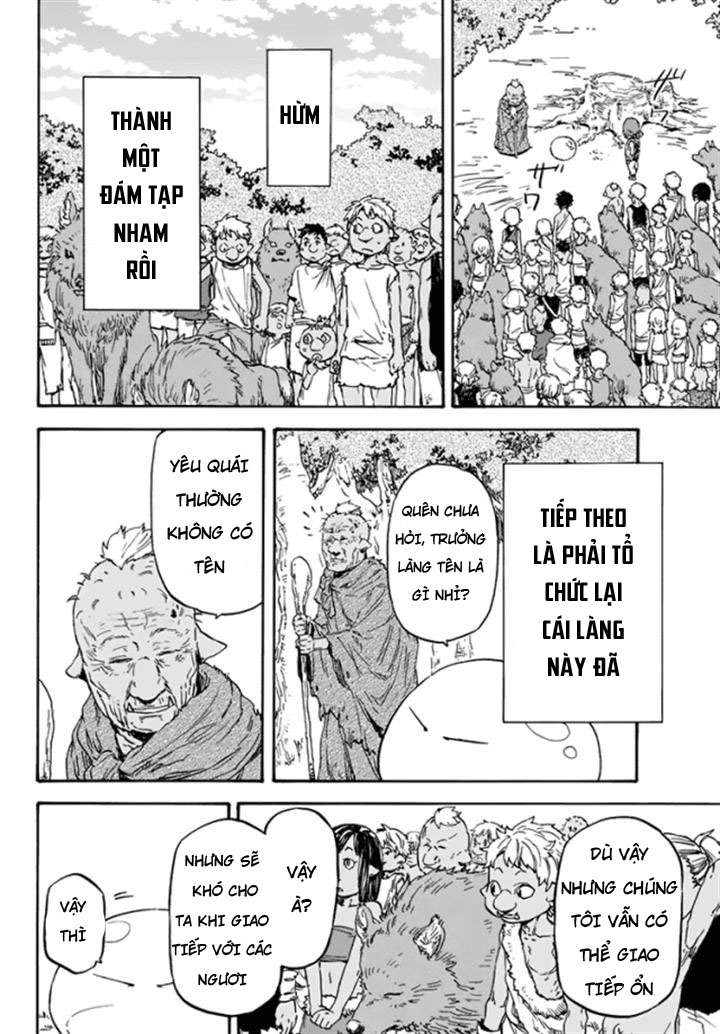 HỪM
THÀNH
MỘT
ĐÁM TẠP
NHAM
RỒI
TIẾP THEO
LÀ PHẢI TỔ
CHỨC LẠI
CÁI LÀNG
NÀY ĐÃ
QUÊN CHƯA
HỎI, TRƯỞNG
LÀNG TÊN LÀ
GÌ NHỈ?
YÊU QUÁI
THƯỜNG
KHÔNG CÓ
TÊN
DÙ VẬY
NHƯNG CHÚNG
TÔI VẪN CÓ
THỂ GIAO
TIẾP ỔN
VẬY
À?
NHƯNG SẼ
KHÓ CHO
TA KHI GIAO
TIẾP VỚI CÁC
NGƯƠI
VẬY
THÌ